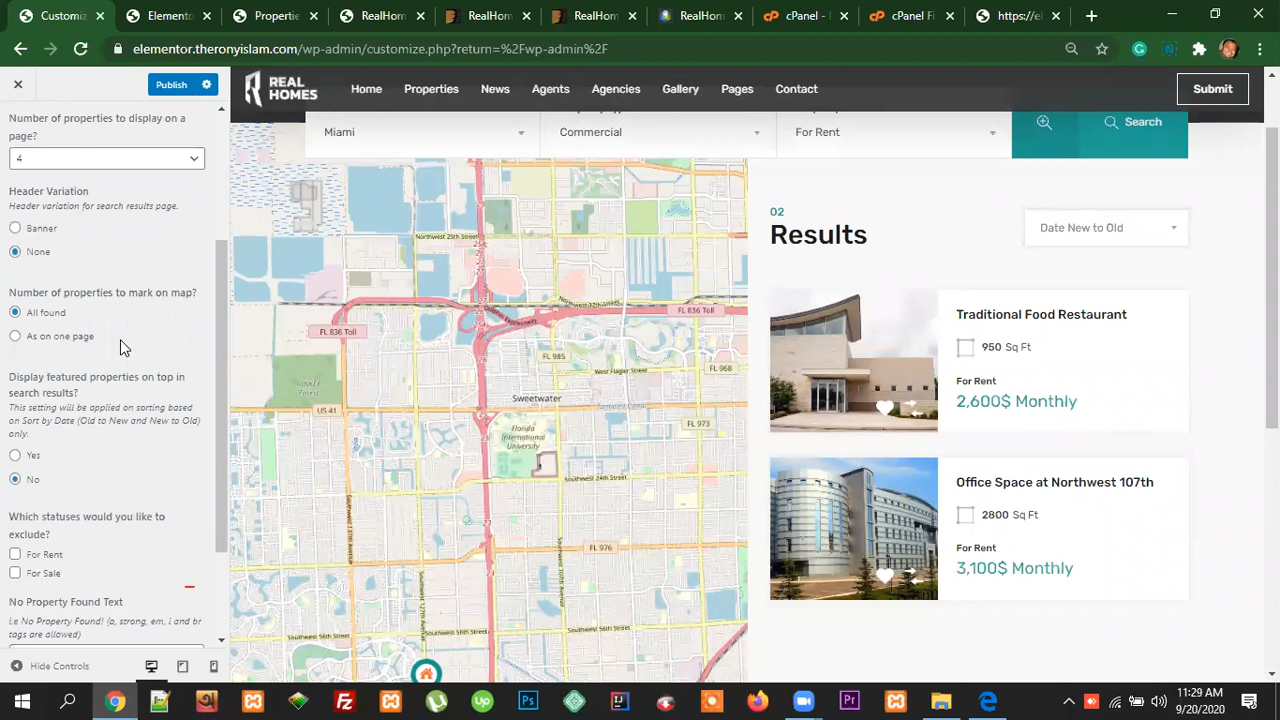 (2) St
Properti
RealHom
RealHom
RealHom
RealHom
cPanel - (
cPanel Fi
https://e
elementor.theronyislam.com/wp-admin/customize.php?return=%2Fwp-admin%2F
Publish
Number of properties to display on a
page?
4
Header Variation
Header variation for search results page.
Banner
None
Number of properties to mark on map?
All found
As on one page
Display featured properties on top in
search results?
This setting will be applied on sorting based
on Sort by Date (Old to New and New to Old)
only.
Yes
No
Which statuses would you like to
exclude?
For Rent
For Sale
No Property Found Text
i.e No Property Found! (a, strong, em, i and br
tags are allowed)
Hide Controls
REAL
HOMES
Home
Properties
News
Agents
Agencies
Gallery
Pages
Contact
Submit
Miami
Commercial
For Rent
Search
Northwest 25th Street
FL 836 Toll
FL 836 Toll
FL 985
West Flagler Street
FL 968
Sweetwater
US 41
FL 973
Florida
International
University
Southwest 24th Street
FL 976
Southwest 56th Street
02
Results
Date New to Old
Traditional Food Restaurant
950 Sq Ft
For Rent
2,600$ Monthly
Office Space at Northwest 107th
2800 Sq Ft
For Rent
3,100$ Monthly
Up
Ps
Pr
11:29 AM
9/20/2020